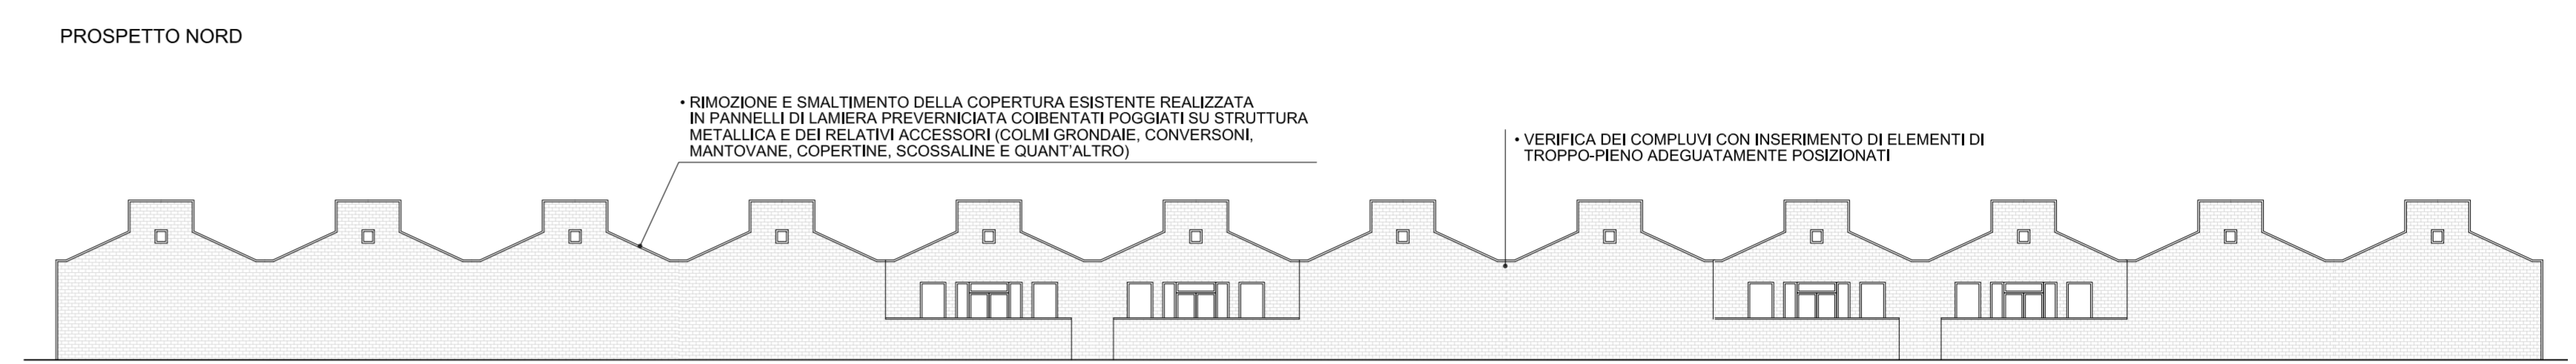 PROSPETTO NORD
• RIMOZIONE E SMALTIMENTO DELLA COPERTURA ESISTENTE REALIZZATA
IN PANNELLI DI LAMIERA PREVERNICIATA COIBENTATI POGGIATI SU STRUTTURA
METALLICA E DEI RELATIVI ACCESSORI (COLMI GRONDAIE, CONVERSONI,
MANTOVANE, COPERTINE, SCOSSALINE E QUANT'ALTRO)
• VERIFICA DEI COMPLUVI CON INSERIMENTO DI ELEMENTI DI
TROPPO-PIENO ADEGUATAMENTE POSIZIONATI